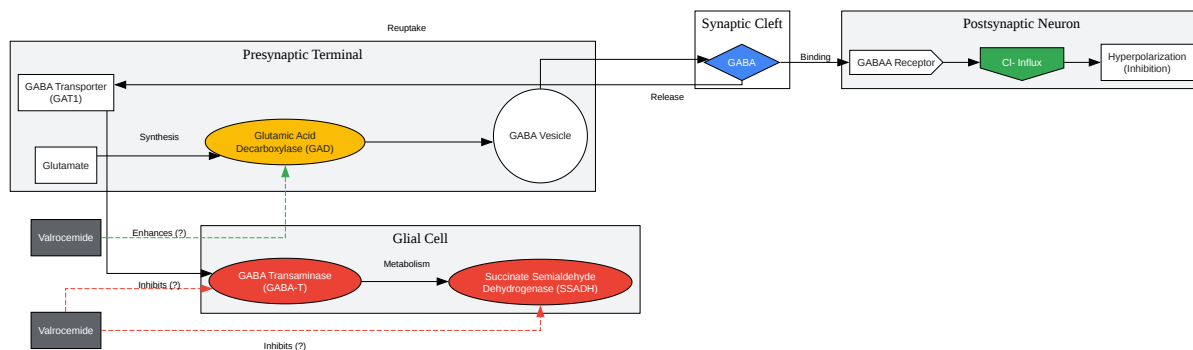 Synaptic Cleft
Postsynaptic Neuron
Reuptake
Presynaptic Terminal
GABA
Binding
GABAA Receptor
Cl- Influx
Hyperpolarization
(Inhibition)
GABA Transporter
(GAT1)
Release
Synthesis
Glutamic Acid
Decarboxylase (GAD)
GABA Vesicle
Glutamate
Valrocemide
Enhances (?)
Glial Cell
Metabolism
GABA Transaminase
(GABA-T)
Succinate Semialdehyde
Dehydrogenase (SSADH)
Inhibits (?)
Valrocemide
Inhibits (?)